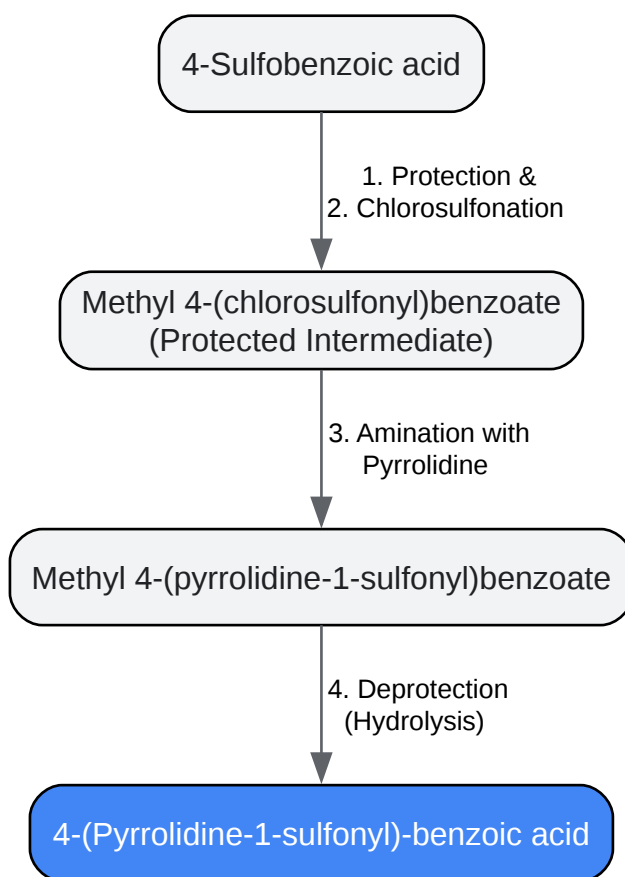 4-Sulfobenzoic acid
1. Protection &
2. Chlorosulfonation
Methyl 4-(chlorosulfonyl)benzoate
(Protected Intermediate)
3. Amination with
Pyrrolidine
Methyl 4-(pyrrolidine-1-sulfonyl)benzoate
4. Deprotection
(Hydrolysis)
4-(Pyrrolidine-1-sulfonyl)-benzoic acid